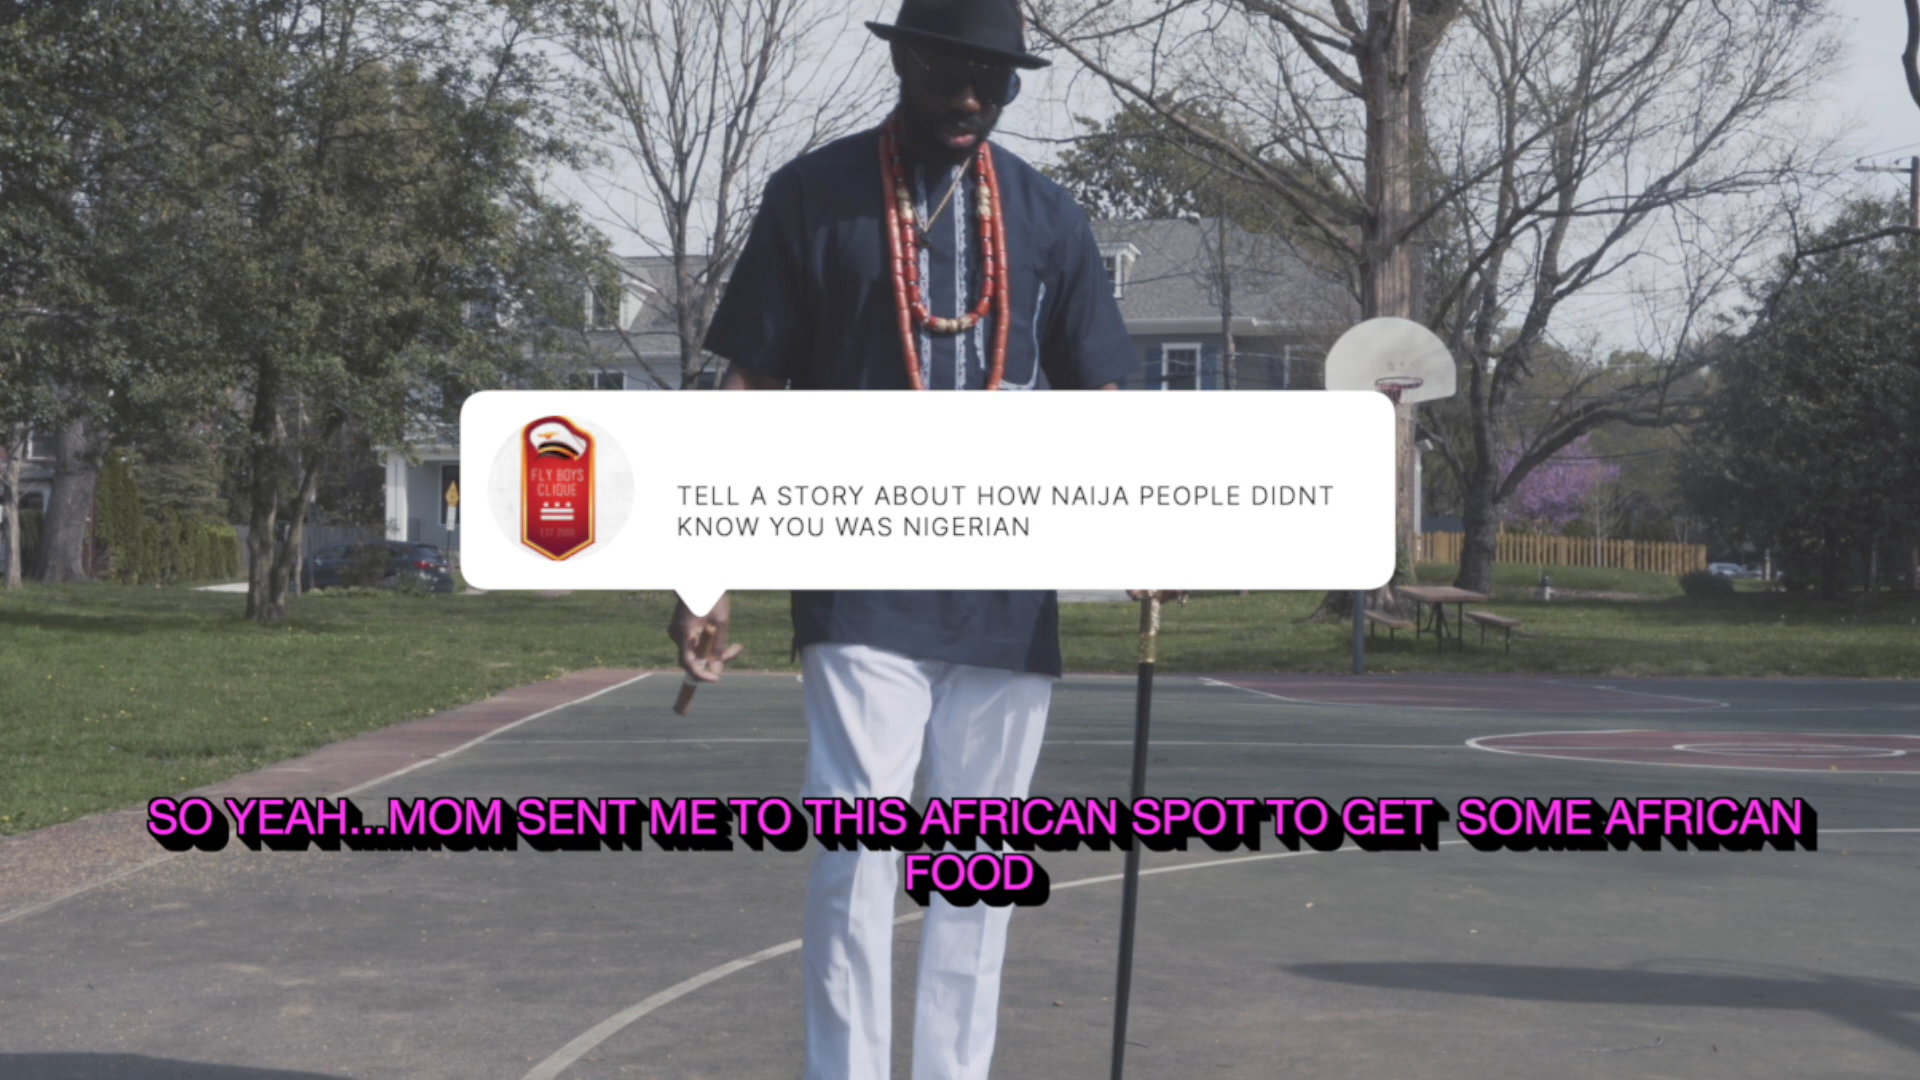 FLY BOYS
CLIQUE
TELL A STORY ABOUT HOW NAIJA PEOPLE DIDNT
KNOW YOU WAS NIGERIAN
SO YEAH...MOM SENT ME TO THIS AFRICAN SPOT TO GET SOME AFRICAN
FOOD